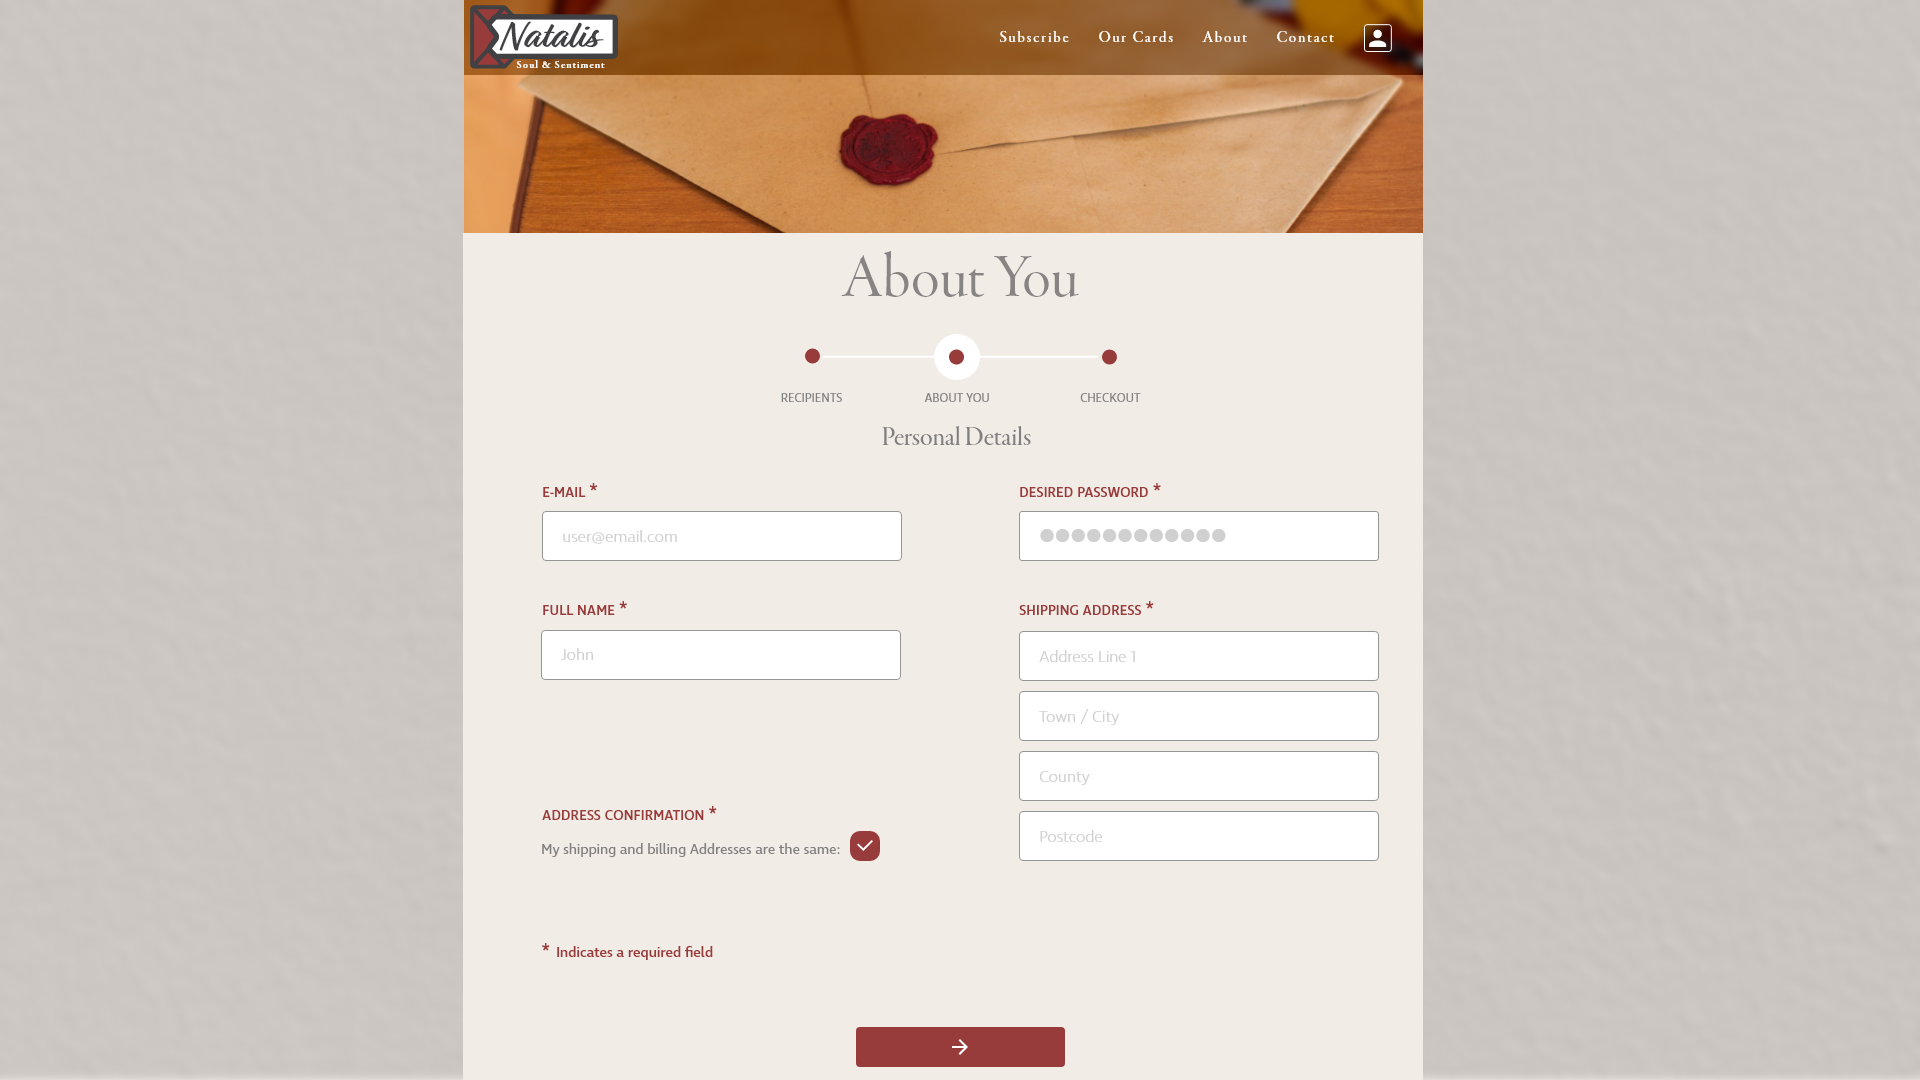 Natalis
Soul & Sentiment
Subscribe
Our Cards
About
Contact
About You
RECIPIENTS
ABOUT YOU
CHECKOUT
Personal Details
E-MAIL *
user@email.com
DESIRED PASSWORD *
FULL NAME *
John
SHIPPING ADDRESS *
Address Line 1
Town / City
County
Postcode
ADDRESS CONFIRMATION *
My shipping and billing Addresses are the same:
* Indicates a required field